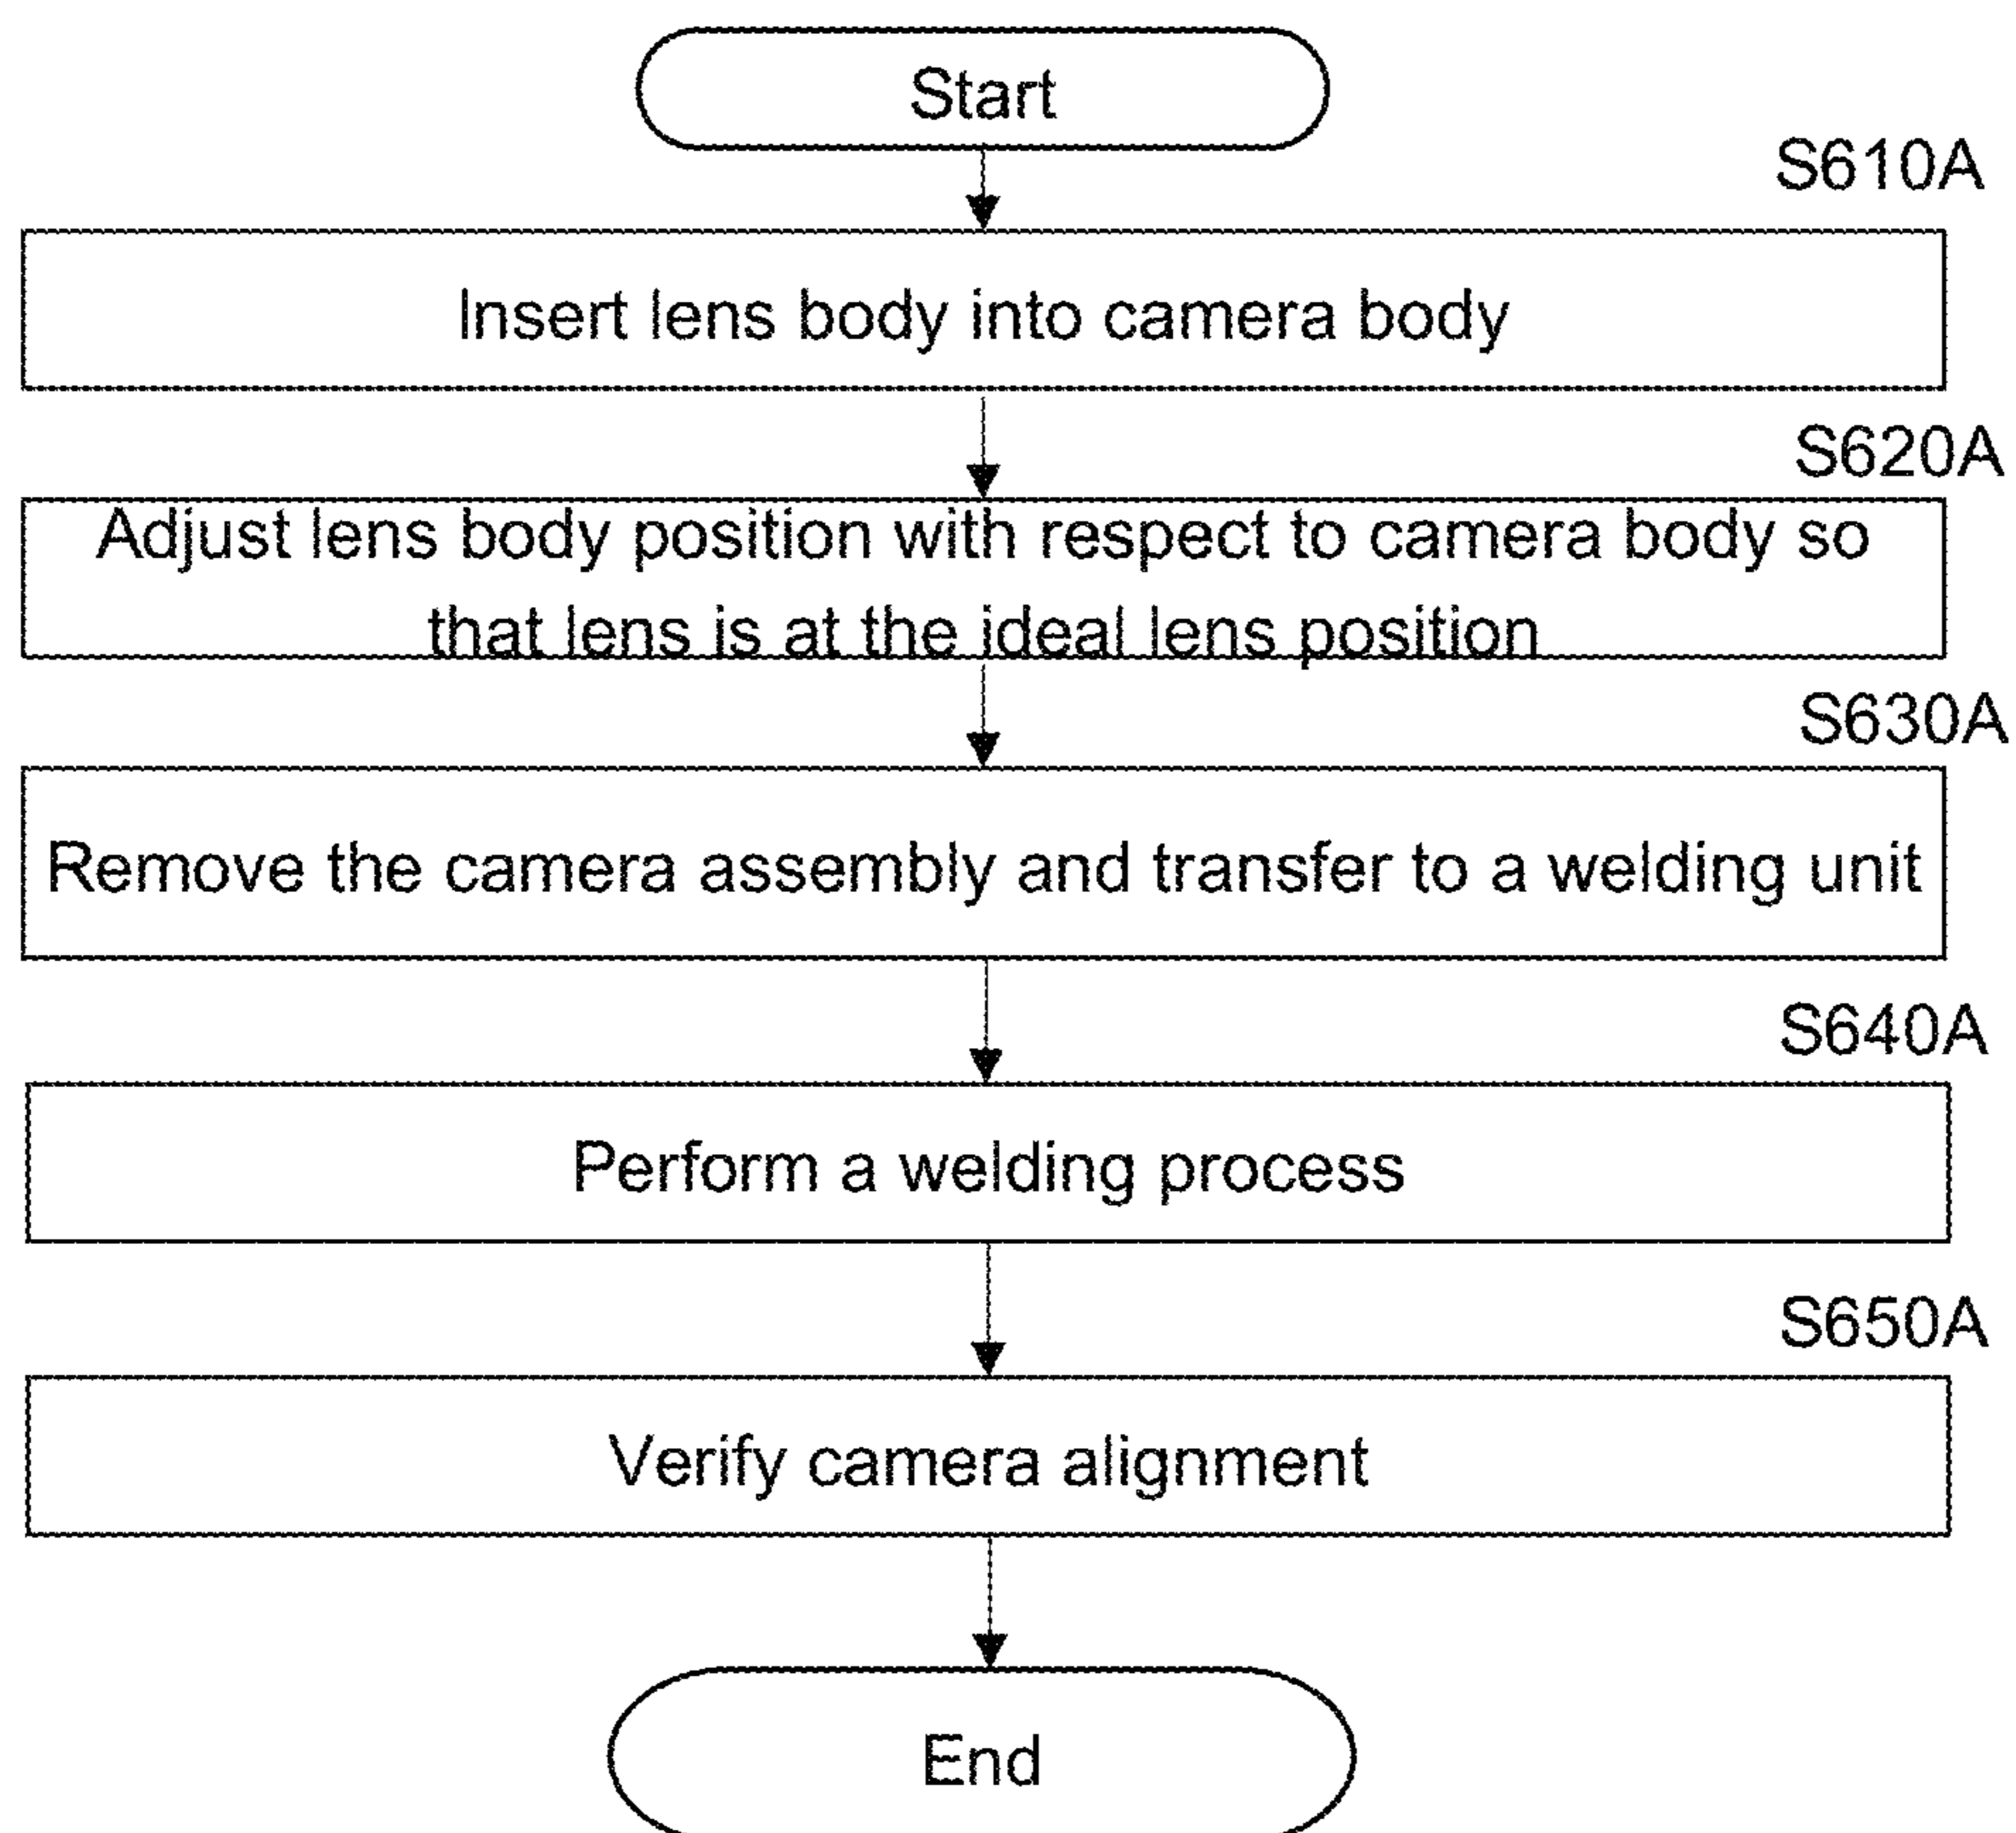 Start
S610A
Insert lens body into camera body
S620A
Adjust lens body position with respect to camera body so
that lens is at the ideal lens position
S630A
Remove the camera assembly and transfer to a welding unit
S640A
Perform a welding process
S650A
Verify camera alignment
End